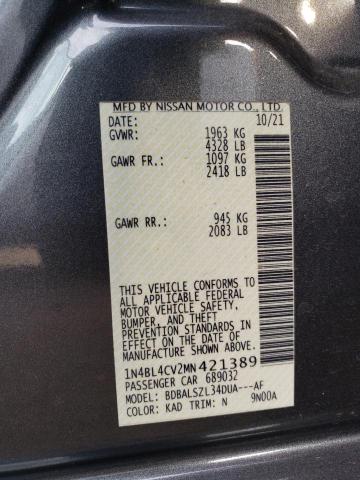 MFD BY NISSAN MOTOR CO., LTD.
DATE: 10/21
GVWR: 1963 KG
4328 LB
GAWR FR.: 1097 KG
2418 LB
GAWR RR.: 945 KG
2083 LB
THIS VEHICLE CONFORMS TO
ALL APPLICABLE FEDERAL
MOTOR VEHICLE SAFETY,
BUMPER, AND THEFT
PREVENTION STANDARDS IN
EFFECT ON THE DATE OF
MANUFACTURE SHOWN ABOVE.
1N4BL4CV2MN421389
PASSENGER CAR 689032
MODEL: BDBALSZL34DUA---AF
COLOR: KAD TRIM: N 9N00A